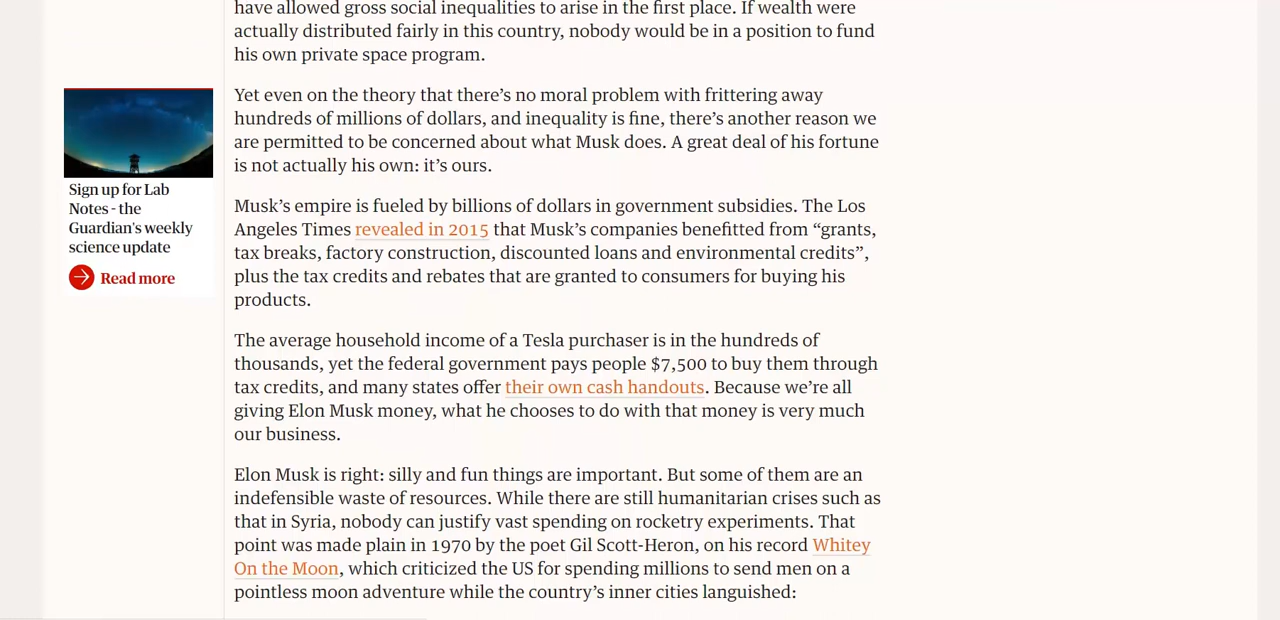 have allowed gross social inequalities to arise in the first place. If wealth were
actually distributed fairly in this country, nobody would be in a position to fund
his own private space program.
Sign up for Lab
Notes - the
Guardian's weekly
science update
Read more
Yet even on the theory that there’s no moral problem with frittering away
hundreds of millions of dollars, and inequality is fine, there’s another reason we
are permitted to be concerned about what Musk does. A great deal of his fortune
is not actually his own: it’s ours.
Musk’s empire is fueled by billions of dollars in government subsidies. The Los
Angeles Times revealed in 2015 that Musk’s companies benefitted from “grants,
tax breaks, factory construction, discounted loans and environmental credits”,
plus the tax credits and rebates that are granted to consumers for buying his
products.
The average household income of a Tesla purchaser is in the hundreds of
thousands, yet the federal government pays people $7,500 to buy them through
tax credits, and many states offer their own cash handouts. Because we’re all
giving Elon Musk money, what he chooses to do with that money is very much
our business.
Elon Musk is right: silly and fun things are important. But some of them are an
indefensible waste of resources. While there are still humanitarian crises such as
that in Syria, nobody can justify vast spending on rocketry experiments. That
point was made plain in 1970 by the poet Gil Scott-Heron, on his record Whitey
On the Moon, which criticized the US for spending millions to send men on a
pointless moon adventure while the country’s inner cities languished: